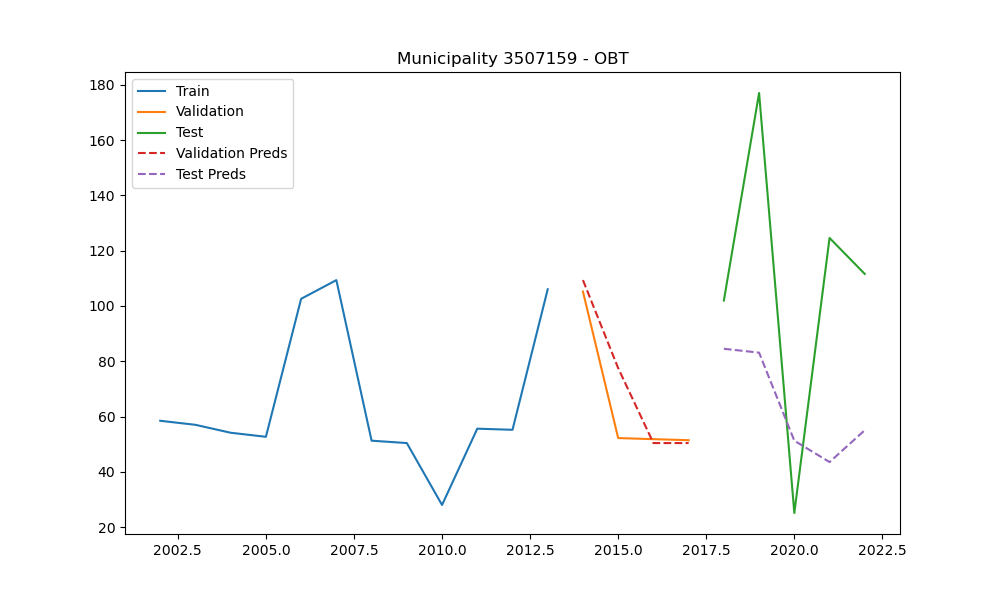 Municipality 3507159 - OBT
Train
Validation
Test
Validation Preds
Test Preds
180
160
140
120
100
80
60
40
20
2002.5 2005.0 2007.5 2010.0 2012.5 2015.0 2017.5 2020.0 2022.5